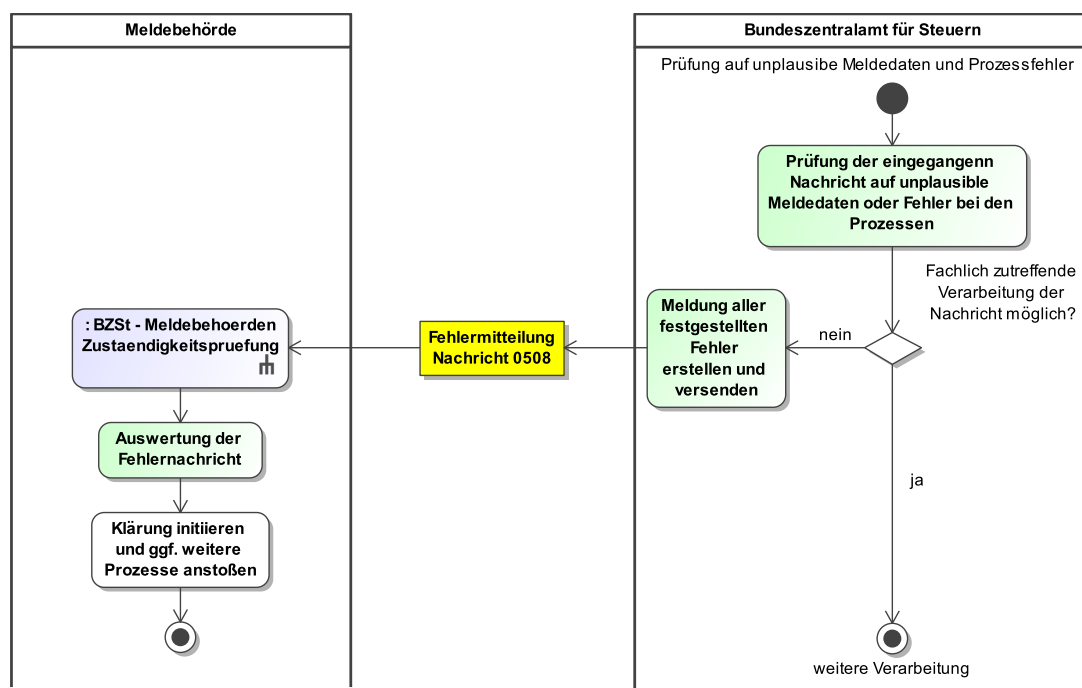 Meldebehörde
Bundeszentralamt für Steuern
Prüfung auf unplausibe Meldedaten und Prozessfehler
Prüfung der eingegangenn
Nachricht auf unplausible
Meldedaten oder Fehler bei den
Prozessen
Fachlich zutreffende
Verarbeitung der
Nachricht möglich?
nein
Meldung aller
festgestellten
Fehler
erstellen und
versenden
Fehlermitteilung
Nachricht 0508
: BZSt - Meldebehoerden
Zustaendigkeitspruefung
Auswertung der
Fehlernachricht
Klärung initiieren
und ggf. weitere
Prozesse anstoßen
ja
weitere Verarbeitung